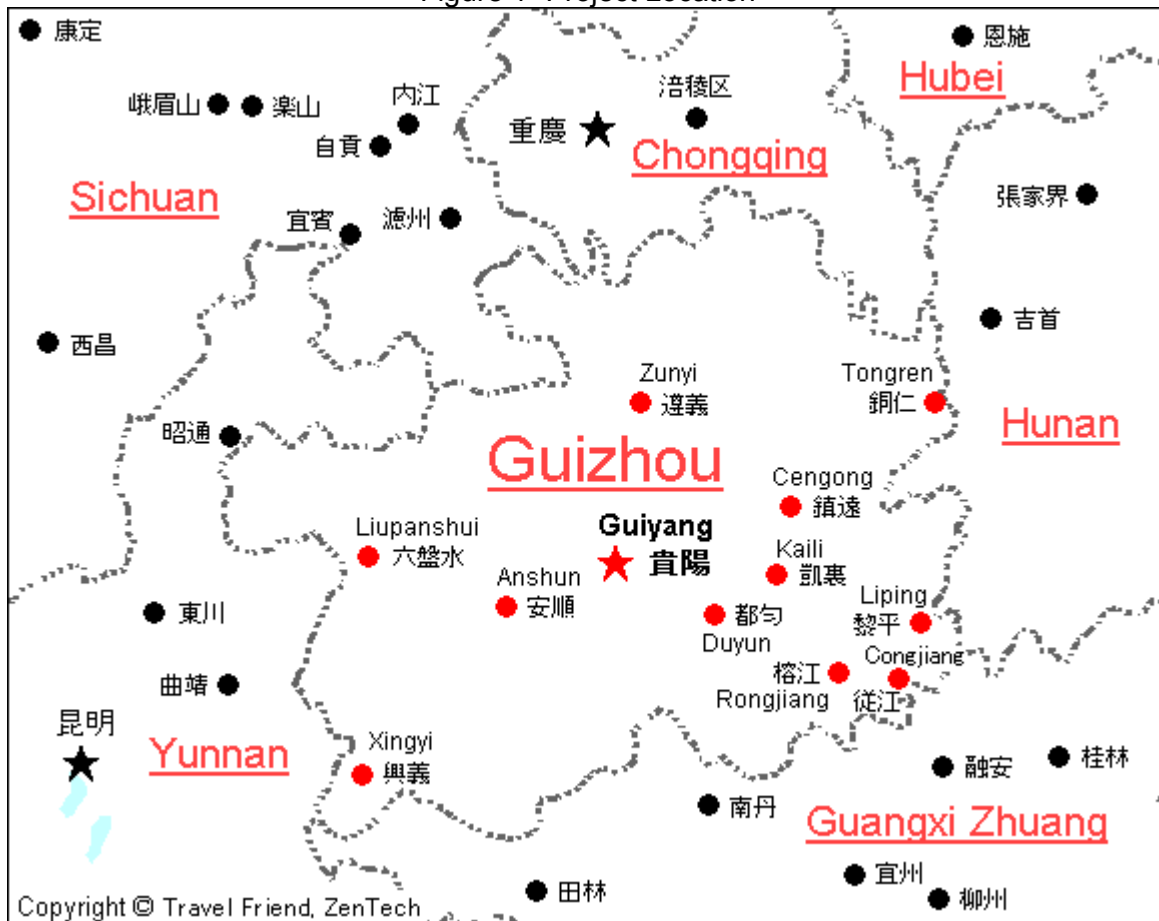 Figure 1 Project Location
康定
恩施
Hubei
峨眉山
楽山
内江
自貢
重慶
涪陵区
Chongqing
Sichuan
張家界
宜賓
濾州
西昌
吉首
Zunyi
遵義
Tongren
銅仁
昭通
Hunan
Guizhou
Cengong
鎮遠
Liupanshui
六盤水
Guiyang
貴陽
Kaili
凱裏
Anshun
安順
東川
都匀
Duyun
Liping
黎平
Congjiang
従江
榕江
Rongjiang
曲靖
昆明
Yunnan
Xingyi
興義
融安
桂林
南丹
Guangxi Zhuang
宜州
田林
柳州
Copyright © Travel Friend, ZenTech